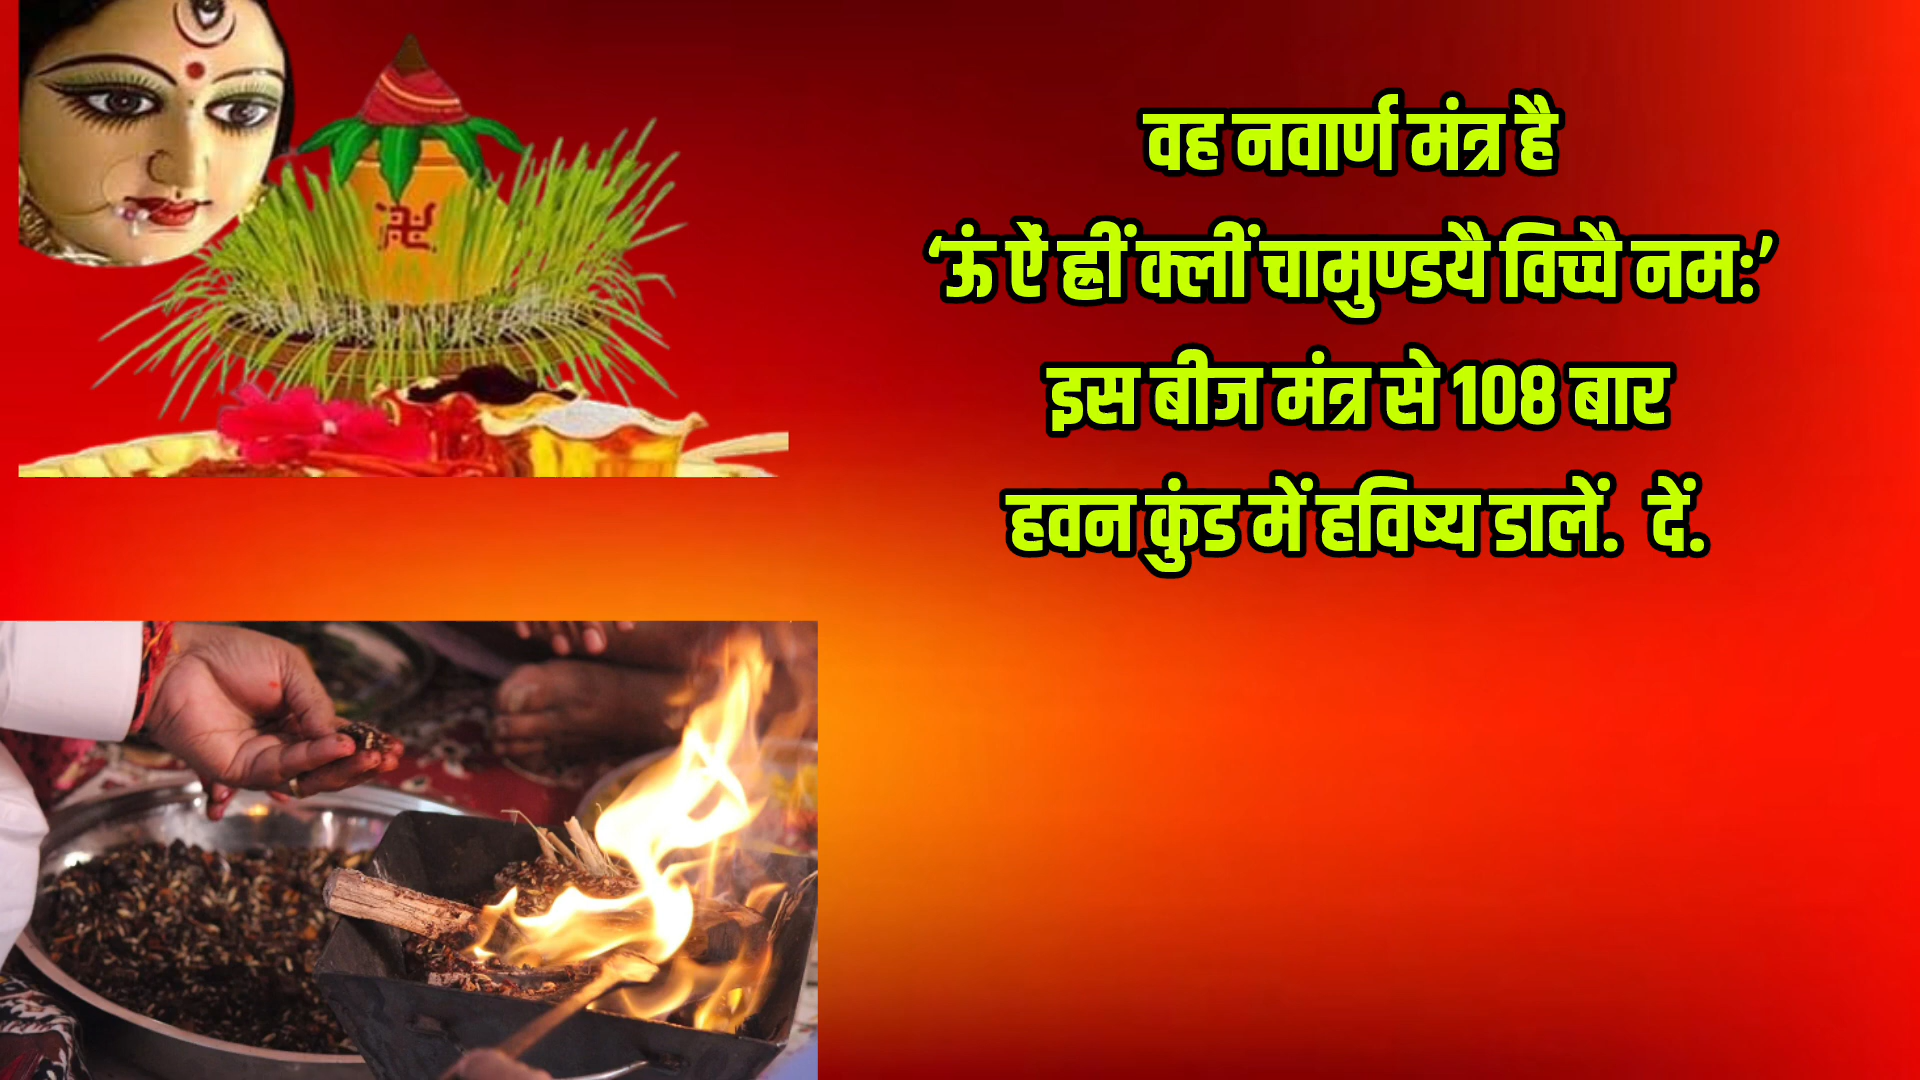 वह नवार्ण मंत्र है
‘ऊं ऐं ह्रीं क्लीं चामुण्डयै विच्चै नम:’
इस बीज मंत्र से 108 बार
हवन कुंड में हविष्य डालें. दें.